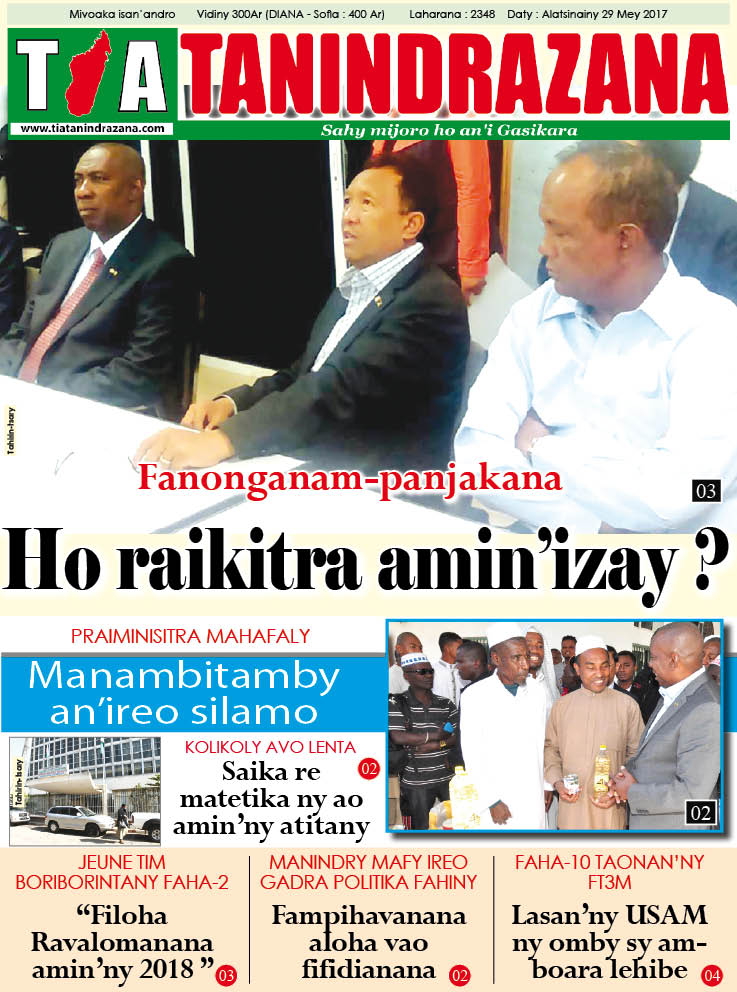 Mivoaka isan'andro Vidiny 300Ar (DIANA - Sofia : 400 Ar) Laharana : 2348 Daty : Alatsinainy 29 Mey 2017
TIA TANINDRAZANA
www.tiatanindrazana.com
Sahy mijoro ho an'i Gasikara
Tahirin-Isary
Fanonganam-panjakana
03
Ho raikitra amin'izay ?
PRAIMINISITRA MAHAFALY
Manambitamby
an'ireo silamo
02
Tahirin-Isary
KOLIKOLY AVO LENTA
Saika re
matetika ny ao
amin'ny atitany
02
JEUNE TIM
BORIBORINTANY FAHA-2
“Filoha
Ravalomanana
amin'ny 2018 ”
03
MANINDRY MAFY IREO
GADRA POLITIKA FAHINY
Fampihavanana
aloha vao
fifidianana
02
FAHA-10 TAONAN'NY
FT3M
Lasan'ny USAM
ny omby sy am-
boara lehibe
04